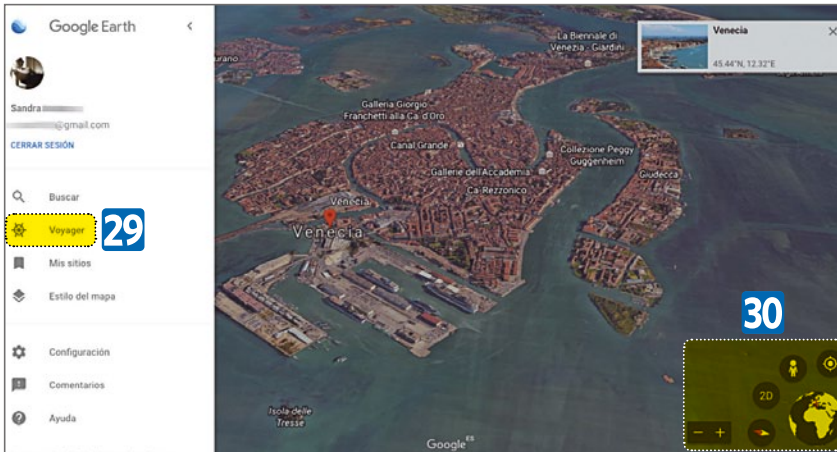 Google Earth
Sandra
@gmail.com
CERRAR SESIÓN
Buscar
Voyager
29
Mis sitios
Estilo del mapa
Configuración
Comentarios
Ayuda
La Biennale di
Venezia - Giardini
Venecia
45.44°N, 12.32°E
Galleria Giorgio
Franchetti alla Ca' d'Oro
Canal Grande
Collezione Peggy
Guggenheim
Gallerie dell'Accademia
Giudecca
Ca' Rezzonico
Venecia
Venecia
30
2D
Isola delle
Tresse
Google ES